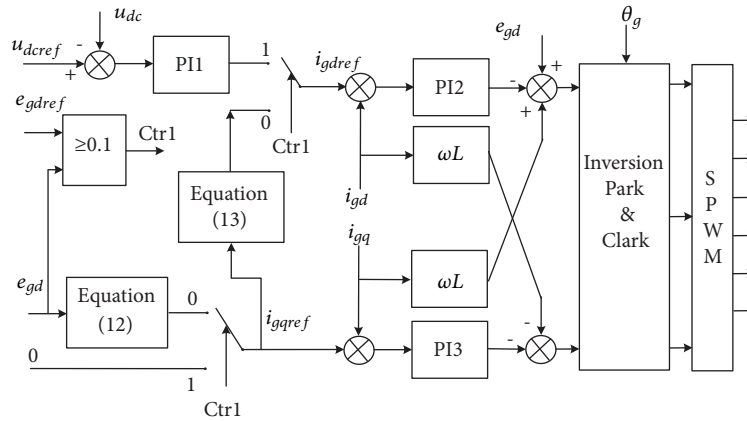 u_dc
u_dcref
-
+
PI1
1
i_gdref
0
Ctr1
e_gdref
≥0.1
Ctr1
Equation
(13)
e_gd
Equation
(12)
0
0
1
Ctr1
i_gqref
i_gd
i_gq
PI2
ωL
ωL
PI3
e_gd
-
+
+
-
-
θ_g
Inversion
Park
&
Clark
S
P
W
M